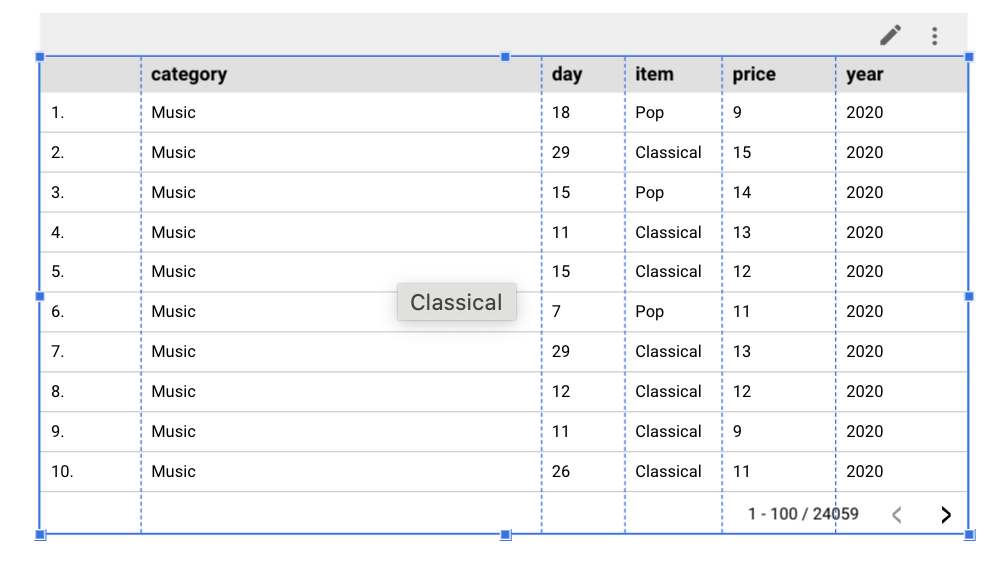 category day item price year
1. Music 18 Pop 9 2020
2. Music 29 Classical 15 2020
3. Music 15 Pop 14 2020
4. Music 11 Classical 13 2020
5. Music 15 Classical 12 2020
Classical
6. Music 7 Pop 11 2020
7. Music 29 Classical 13 2020
8. Music 12 Classical 12 2020
9. Music 11 Classical 9 2020
10. Music 26 Classical 11 2020
1 - 100 / 24059